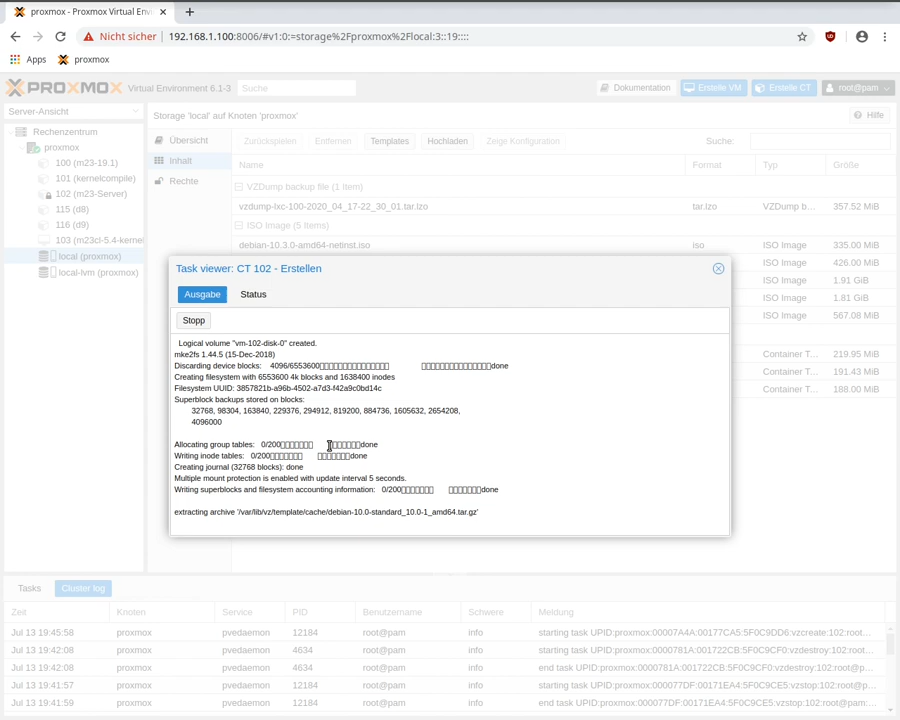 proxmox - Proxmox Virtual Env
Nicht sicher
192.168.1.100:8006/#v1:0:=storage%2Fproxmox%2Flocal:3::19::::
Apps
proxmox
PROXMOX
Virtual Environment 6.1-3
Suche
Dokumentation
Erstelle VM
Erstelle CT
root@pam
Server-Ansicht
Storage 'local' auf Knoten 'proxmox'
Hilfe
Rechenzentrum
proxmox
100 (m23-19.1)
101 (kernelcompile)
102 (m23-Server)
115 (d8)
116 (d9)
103 (m23cl-5.4-kernel
local (proxmox)
local-lvm (proxmox)
Übersicht
Inhalt
Rechte
Zurückspielen
Entfernen
Templates
Hochladen
Zeige Konfiguration
Suche:
Name Format Typ Größe
VZDump backup file (1 Item)
vzdump-lxc-100-2020_04_17-22_30_01.tar.lzo tar.lzo VZDump b... 357.52 MiB
ISO Image (5 Items)
debian-10.3.0-amd64-netinst.iso iso ISO Image 335.00 MiB
ISO Image 426.00 MiB
ISO Image 1.91 GiB
ISO Image 1.81 GiB
ISO Image 567.08 MiB
Container T... 219.95 MiB
Container T... 191.43 MiB
Container T... 188.00 MiB
Task viewer: CT 102 - Erstellen
Ausgabe
Status
Stopp
Logical volume "vm-102-disk-0" created.
mke2fs 1.44.5 (15-Dec-2018)
Discarding device blocks: 4096/6553600 done
Creating filesystem with 6553600 4k blocks and 1638400 inodes
Filesystem UUID: 3857821b-a96b-4502-a7d3-f42a9c0bd14c
Superblock backups stored on blocks:
32768, 98304, 163840, 229376, 294912, 819200, 884736, 1605632, 2654208,
4096000
Allocating group tables: 0/200 done
Writing inode tables: 0/200 done
Creating journal (32768 blocks): done
Multiple mount protection is enabled with update interval 5 seconds.
Writing superblocks and filesystem accounting information: 0/200 done
extracting archive '/var/lib/vz/template/cache/debian-10.0-standard_10.0-1_amd64.tar.gz'
Tasks
Cluster log
Zeit Knoten Service PID Benutzername Schwere Meldung
Jul 13 19:45:58 proxmox pvedaemon 12184 root@pam info starting task UPID:proxmox:00007A4A:00177CA5:5F0C9DD6:vzcreate:102:root...
Jul 13 19:42:08 proxmox pvedaemon 4634 root@pam info starting task UPID:proxmox:0000781A:001722CB:5F0C9CF0:vzdestroy:102:root...
Jul 13 19:42:08 proxmox pvedaemon 4634 root@pam info end task UPID:proxmox:0000781A:001722CB:5F0C9CF0:vzdestroy:102:root@p...
Jul 13 19:41:57 proxmox pvedaemon 12184 root@pam info starting task UPID:proxmox:000077DF:00171EA4:5F0C9CE5:vzstop:102:root@p...
Jul 13 19:41:59 proxmox pvedaemon 12184 root@pam info end task UPID:proxmox:000077DF:00171EA4:5F0C9CE5:vzstop:102:root@pam:...